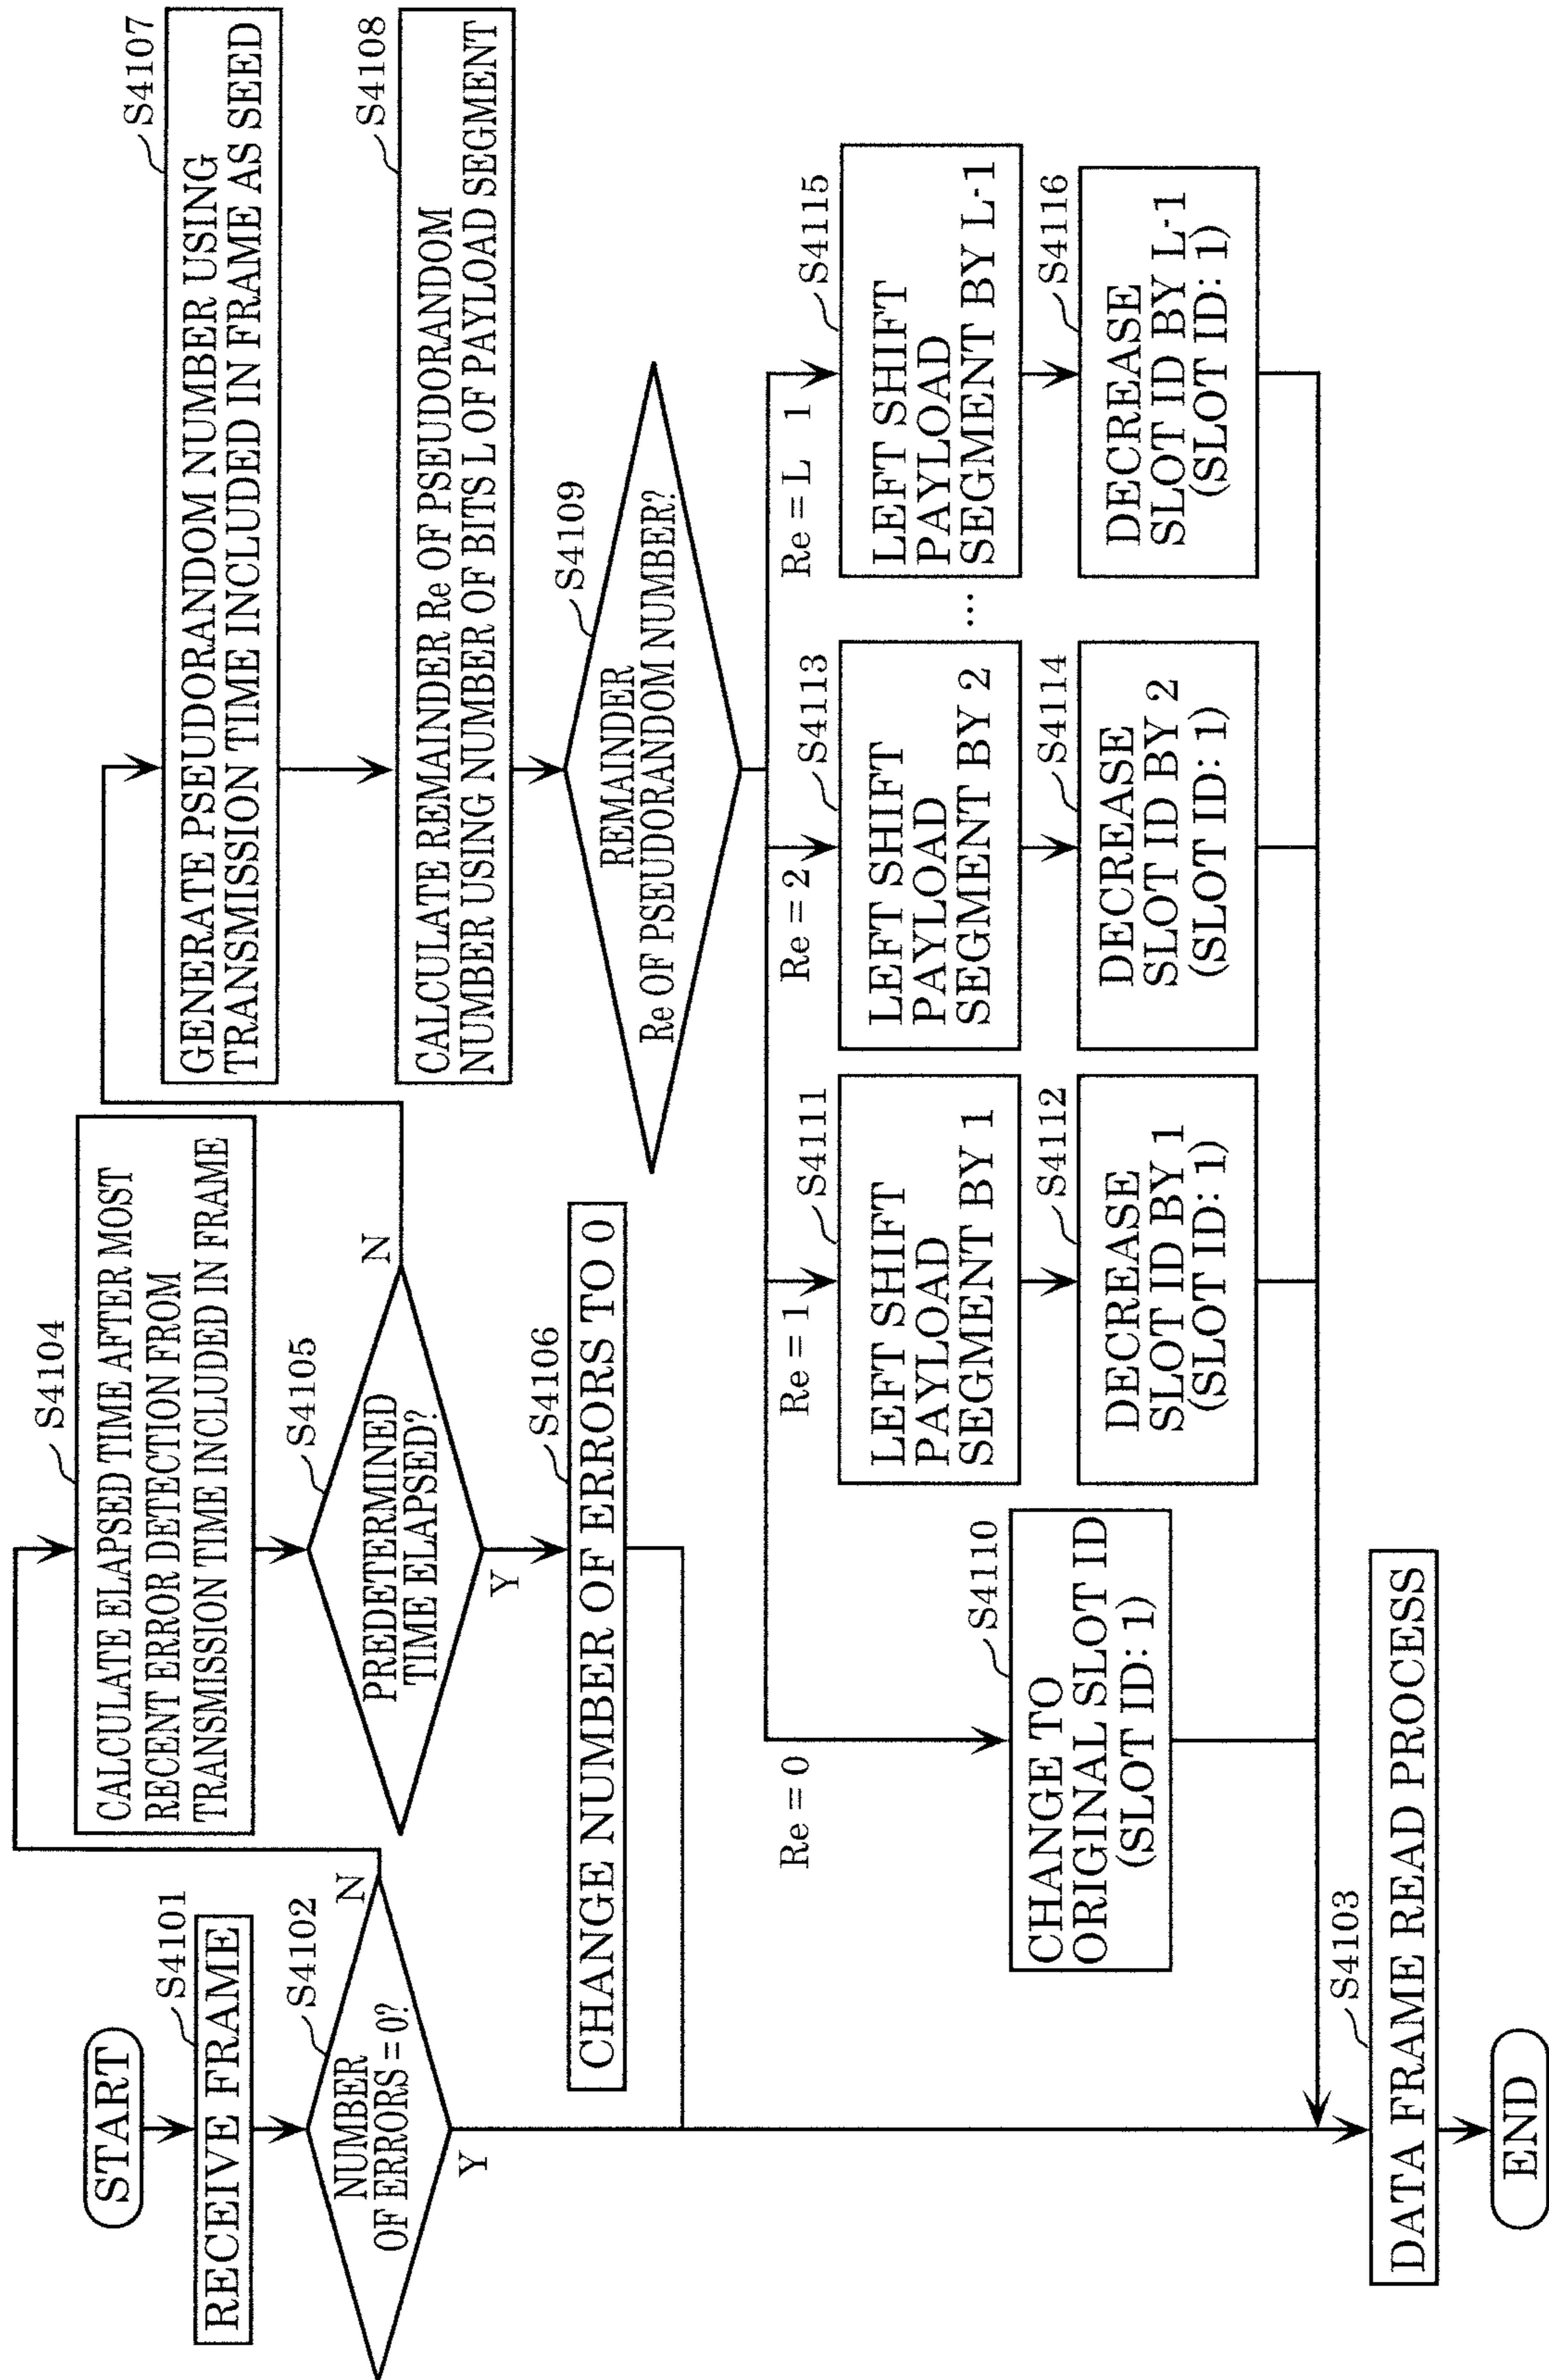 START
S4101
RECEIVE FRAME
S4102
NUMBER
OF ERRORS = 0?
N
Y
S4104
CALCULATE ELAPSED TIME AFTER MOST
RECENT ERROR DETECTION FROM
TRANSMISSION TIME INCLUDED IN FRAME
S4105
PREDETERMINED
TIME ELAPSED?
N
Y
S4106
CHANGE NUMBER OF ERRORS TO 0
S4107
GENERATE PSEUDORANDOM NUMBER USING
TRANSMISSION TIME INCLUDED IN FRAME AS SEED
S4108
CALCULATE REMAINDER Re OF PSEUDORANDOM
NUMBER USING NUMBER OF BITS L OF PAYLOAD SEGMENT
S4109
REMAINDER
Re OF PSEUDORANDOM NUMBER?
Re = 0
S4110
CHANGE TO
ORIGINAL SLOT ID
(SLOT ID: 1)
Re = 1
S4111
LEFT SHIFT
PAYLOAD
SEGMENT BY 1
S4112
DECREASE
SLOT ID BY 1
(SLOT ID: 1)
Re = 2
S4113
LEFT SHIFT
PAYLOAD
SEGMENT BY 2
S4114
DECREASE
SLOT ID BY 2
(SLOT ID: 1)
...
Re = L 1
S4115
LEFT SHIFT
PAYLOAD
SEGMENT BY L-1
S4116
DECREASE
SLOT ID BY L-1
(SLOT ID: 1)
S4103
DATA FRAME READ PROCESS
END